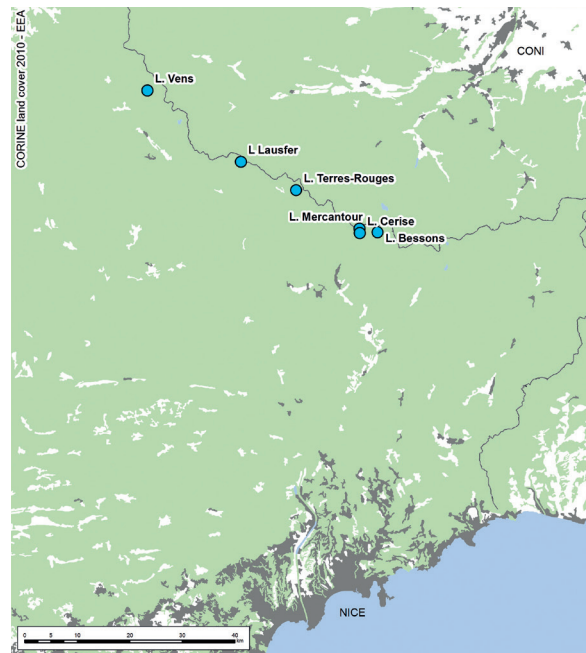 CORINE land cover 2010 - EEA
CONI
L. Vens
L Lausfer
L. Terres-Rouges
L. Mercantour
L. Cerise
L. Bessons
NICE
0 5 10 20 30 40
km